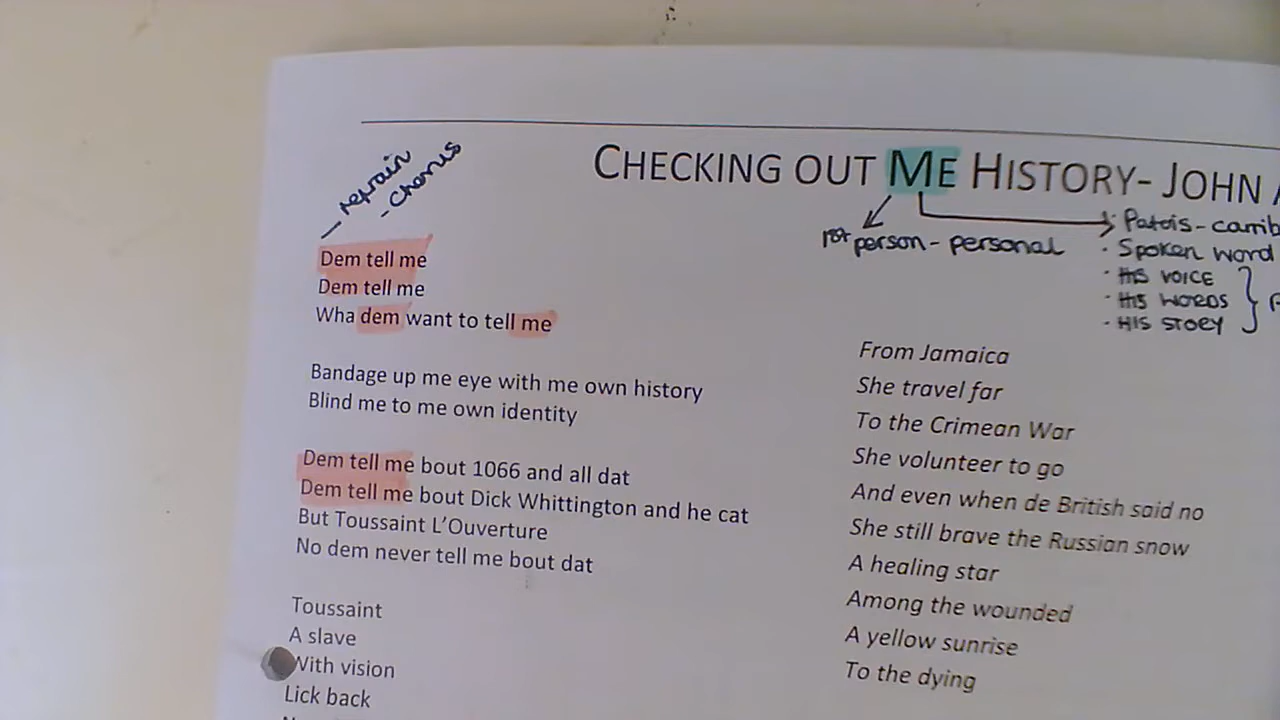 CHECKING OUT ME HISTORY- JOHN
refrain
- chorus
1st person - personal
Patois -
· Spoken word
· HIS VOICE
· HIS WORDS
· HIS STORY
Dem tell me
Dem tell me
Wha dem want to tell me
Bandage up me eye with me own history
Blind me to me own identity
Dem tell me bout 1066 and all dat
Dem tell me bout Dick Whittington and he cat
But Toussaint L'Ouverture
No dem never tell me bout dat
Toussaint
A slave
With vision
Lick back
From Jamaica
She travel far
To the Crimean War
She volunteer to go
And even when de British said no
She still brave the Russian snow
A healing star
Among the wounded
A yellow sunrise
To the dying